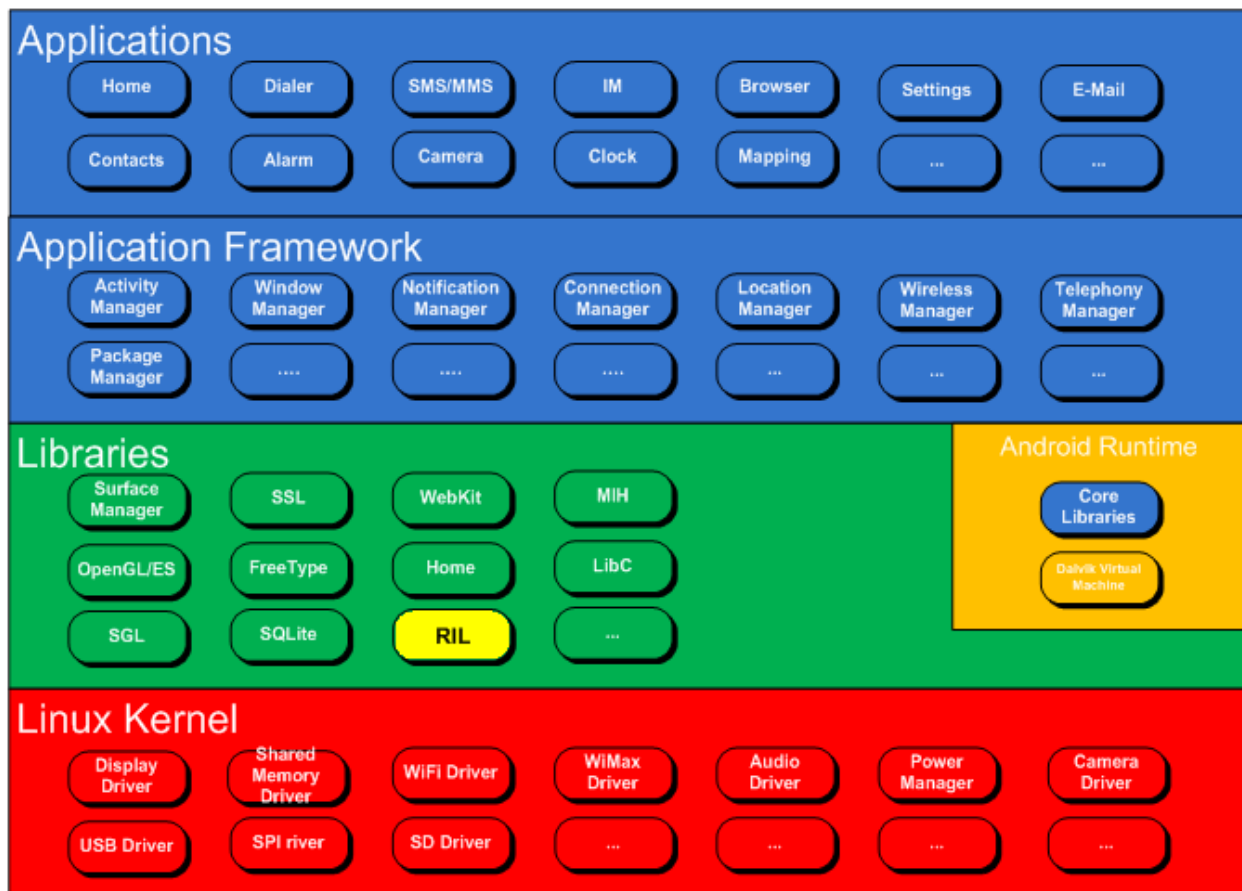 Applications
Home
Dialer
SMS/MMS
IM
Browser
Settings
E-Mail
Contacts
Alarm
Camera
Clock
Mapping
...
...
Application Framework
Activity
Manager
Window
Manager
Notification
Manager
Connection
Manager
Location
Manager
Wireless
Manager
Telephony
Manager
Package
Manager
....
....
....
...
...
...
Libraries
Surface
Manager
SSL
WebKit
MIH
OpenGL/ES
FreeType
Home
LibC
SGL
SQLite
RIL
...
Android Runtime
Core
Libraries
Dalvik Virtual
Machine
Linux Kernel
Display
Driver
Shared
Memory
Driver
WiFi Driver
WiMax
Driver
Audio
Driver
Power
Manager
Camera
Driver
USB Driver
SPI river
SD Driver
...
...
...
...